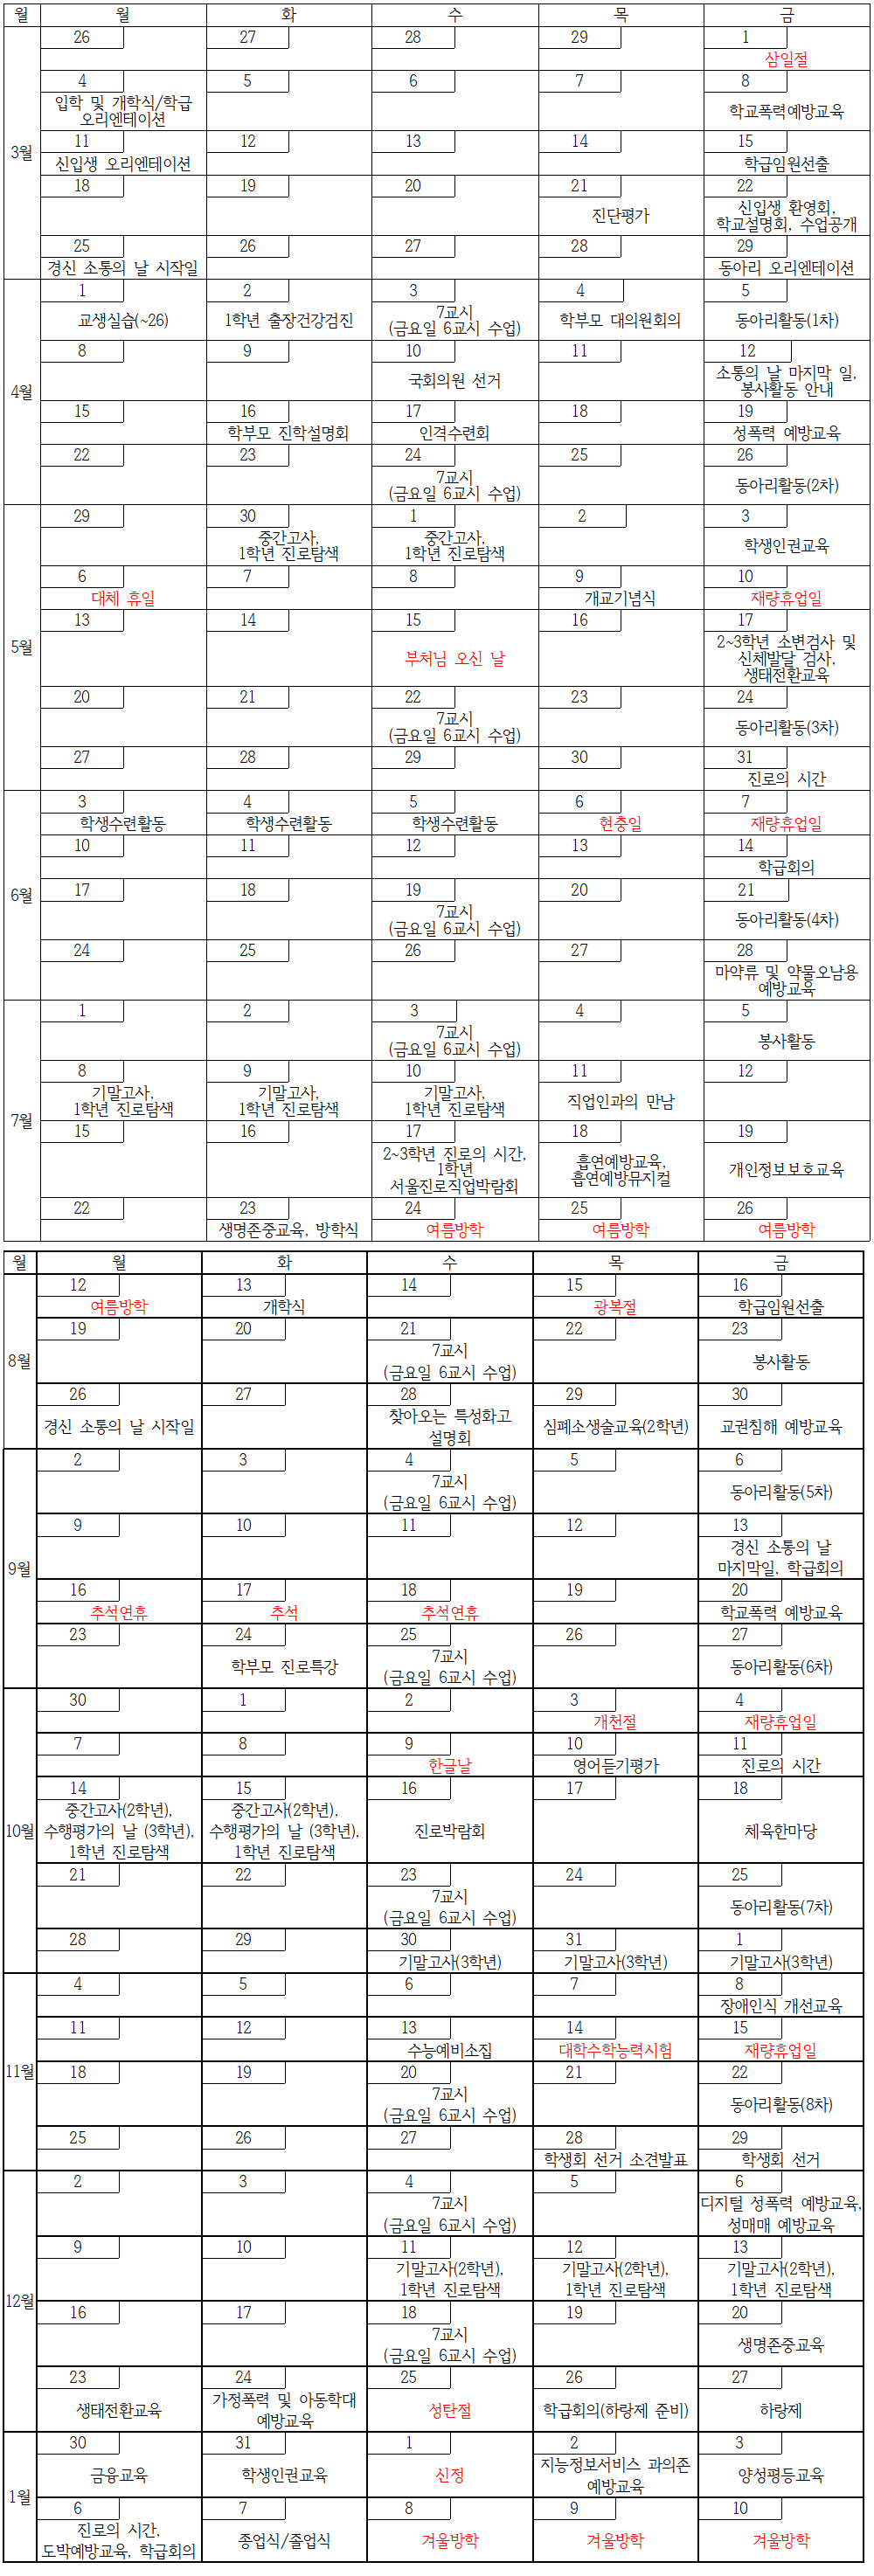 월 월 화 수 목 금
26 27 28 29 1
삼일절
4 5 6 7 8
입학 및 개학식/학급
오리엔테이션
학교폭력예방교육
3월
11 12 13 14 15
신입생 오리엔테이션 학급임원선출
18 19 20 21 22
진단평가
신입생 환영회,
학교설명회, 수업공개
25 26 27 28 29
경신 소통의 날 시작일 동아리 오리엔테이션
1 2 3 4 5
교생실습(~26) 1학년 출장건강검진
7교시
(금요일 6교시 수업)
학부모 대의원회의 동아리활동(1차)
8 9 10 11 12
4월
국회의원 선거
소통의 날 마지막 일,
봉사활동 안내
15 16 17 18 19
학부모 진학설명회 인격수련회 성폭력 예방교육
22 23 24 25 26
7교시
(금요일 6교시 수업)
동아리활동(2차)
29 30 1 2 3
중간고사,
1학년 진로탐색
중간고사,
1학년 진로탐색
학생인권교육
6 7 8 9 10
대체 휴일 개교기념식 재량휴업일
13 14 15 16 17
5월
부처님 오신 날
2~3학년 소변검사 및
신체발달 검사,
생태전환교육
20 21 22 23 24
7교시
(금요일 6교시 수업)
동아리활동(3차)
27 28 29 30 31
진로의 시간
3 4 5 6 7
학생수련활동 학생수련활동 학생수련활동 현충일 재량휴업일
10 11 12 13 14
학급회의
6월
17 18 19 20 21
7교시
(금요일 6교시 수업)
동아리활동(4차)
24 25 26 27 28
마약류 및 약물오남용
예방교육
1 2 3 4 5
7교시
(금요일 6교시 수업)
봉사활동
8 9 10 11 12
기말고사,
1학년 진로탐색
기말고사,
1학년 진로탐색
기말고사,
1학년 진로탐색
직업인과의 만남
7월
15 16 17 18 19
2~3학년 진로의 시간,
1학년
서울진로직업박람회
흡연예방교육,
흡연예방뮤지컬
개인정보보호교육
22 23 24 25 26
생명존중교육, 방학식 여름방학 여름방학 여름방학
월 월 화 수 목 금
12 13 14 15 16
여름방학 개학식 광복절 학급임원선출
19 20 21 22 23
8월
7교시
(금요일 6교시 수업)
봉사활동
26 27 28 29 30
경신 소통의 날 시작일
찾아오는 특성화고
설명회
심폐소생술교육(2학년) 교권침해 예방교육
2 3 4 5 6
7교시
(금요일 6교시 수업)
동아리활동(5차)
9 10 11 12 13
9월
경신 소통의 날
마지막일, 학급회의
16 17 18 19 20
추석연휴 추석 추석연휴 학교폭력 예방교육
23 24 25 26 27
학부모 진로특강
7교시
(금요일 6교시 수업)
동아리활동(6차)
30 1 2 3 4
개천절 재량휴업일
7 8 9 10 11
한글날 영어듣기평가 진로의 시간
14 15 16 17 18
10월
중간고사(2학년),
수행평가의 날 (3학년),
1학년 진로탐색
중간고사(2학년),
수행평가의 날 (3학년),
1학년 진로탐색
진로박람회 체육한마당
21 22 23 24 25
7교시
(금요일 6교시 수업)
동아리활동(7차)
28 29 30 31 1
기말고사(3학년) 기말고사(3학년) 기말고사(3학년)
4 5 6 7 8
장애인식 개선교육
11 12 13 14 15
수능예비소집 대학수학능력시험 재량휴업일
11월
18 19 20 21 22
7교시
(금요일 6교시 수업)
동아리활동(8차)
25 26 27 28 29
학생회 선거 소견발표 학생회 선거
2 3 4 5 6
7교시
(금요일 6교시 수업)
디지털 성폭력 예방교육,
성매매 예방교육
9 10 11 12 13
기말고사(2학년),
1학년 진로탐색
기말고사(2학년),
1학년 진로탐색
기말고사(2학년),
1학년 진로탐색
12월
16 17 18 19 20
7교시
(금요일 6교시 수업)
생명존중교육
23 24 25 26 27
생태전환교육
가정폭력 및 아동학대
예방교육
성탄절 학급회의(하랑제 준비) 하랑제
30 31 1 2 3
금융교육 학생인권교육 신정
지능정보서비스 과의존
예방교육
양성평등교육
1월
6 7 8 9 10
진로의 시간,
도박예방교육, 학급회의
종업식/졸업식 겨울방학 겨울방학 겨울방학